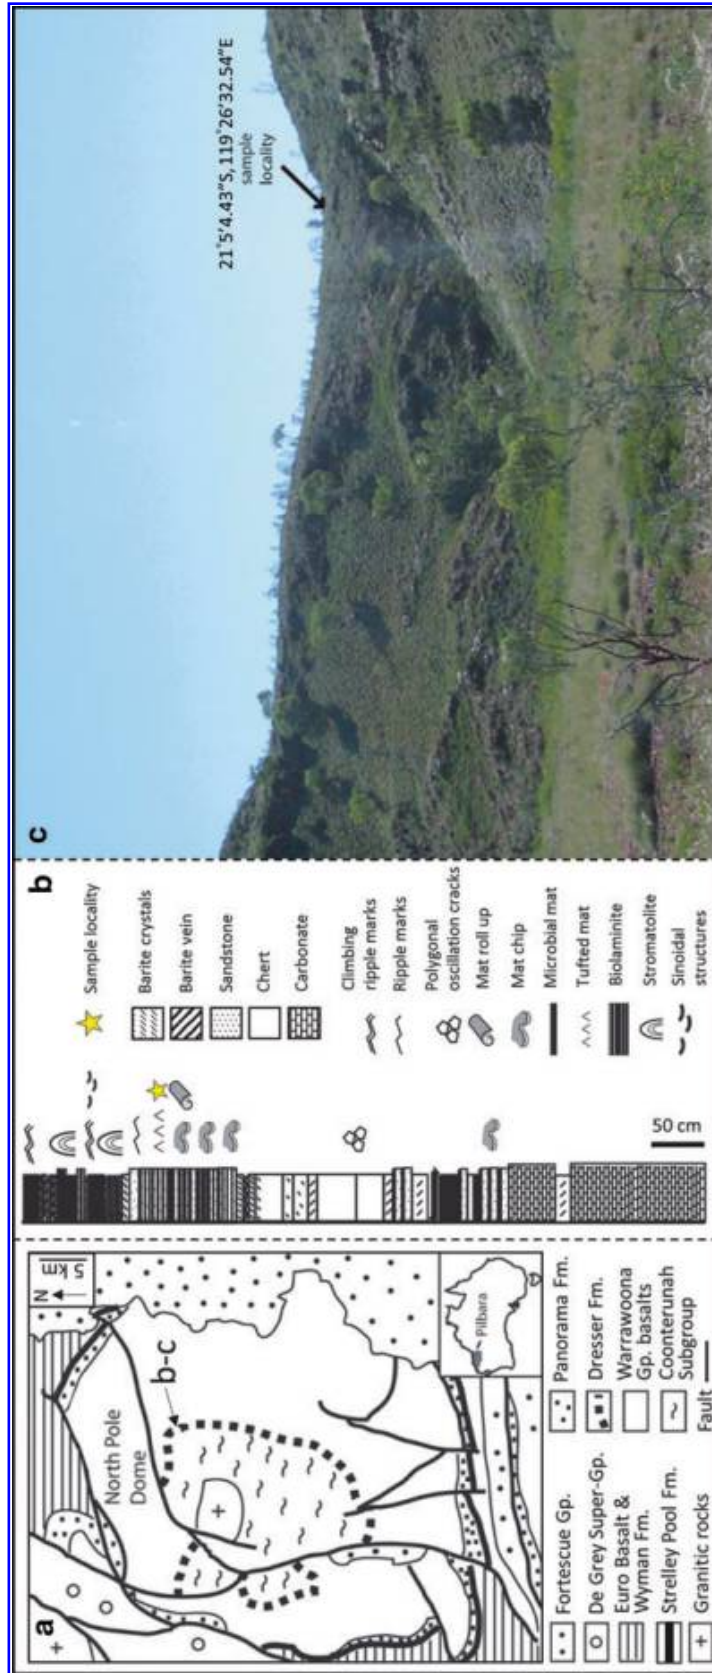 a
N
5 km
North Pole
Dome
b-c
Pilbara
Fortescue Gp.
De Grey Super-Gp.
Euro Basalt &
Wyman Fm.
Strelley Pool Fm.
Granitic rocks
Panorama Fm.
Dresser Fm.
Warrawoona
Gp. basalts
Coonterunah
Subgroup
Fault
b
50 cm
Sample locality
Barite crystals
Barite vein
Sandstone
Chert
Carbonate
Climbing
ripple marks
Ripple marks
Polygonal
oscillation cracks
Mat roll up
Mat chip
Microbial mat
Tufted mat
Biolaminite
Stromatolite
Sinoidal
structures
c
21°5'4.43"S, 119°26'32.54"E
sample
locality